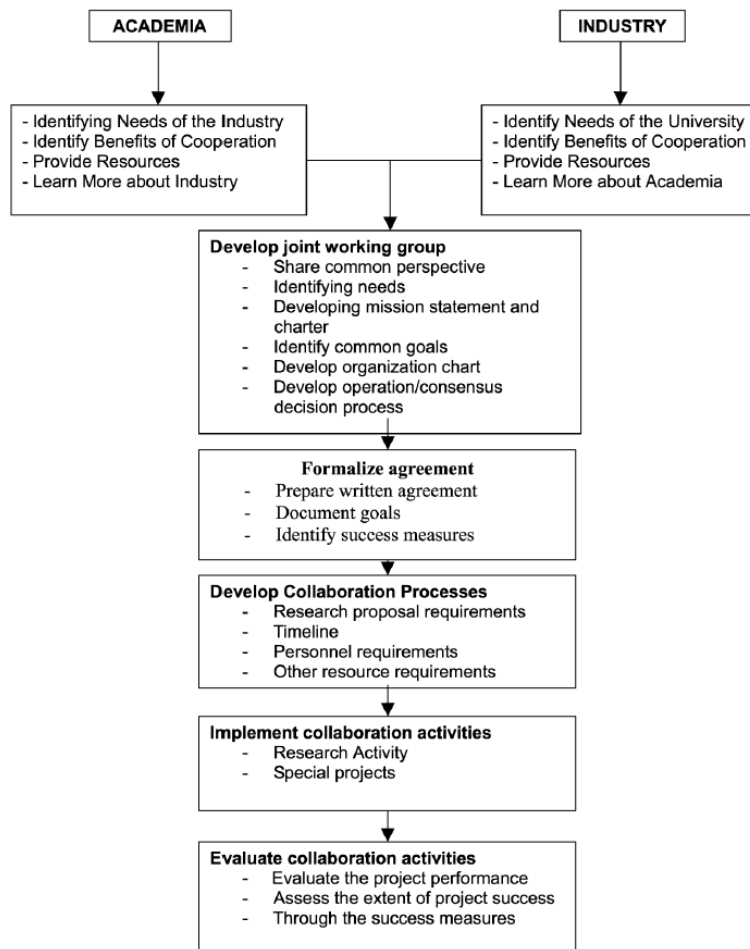 ACADEMIA
INDUSTRY
- Identifying Needs of the Industry
- Identify Benefits of Cooperation
- Provide Resources
- Learn More about Industry
- Identify Needs of the University
- Identify Benefits of Cooperation
- Provide Resources
- Learn More about Academia
Develop joint working group
- Share common perspective
- Identifying needs
- Developing mission statement and
charter
- Identify common goals
- Develop organization chart
- Develop operation/consensus
decision process
Formalize agreement
- Prepare written agreement
- Document goals
- Identify success measures
Develop Collaboration Processes
- Research proposal requirements
- Timeline
- Personnel requirements
- Other resource requirements
Implement collaboration activities
- Research Activity
- Special projects
Evaluate collaboration activities
- Evaluate the project performance
- Assess the extent of project success
- Through the success measures